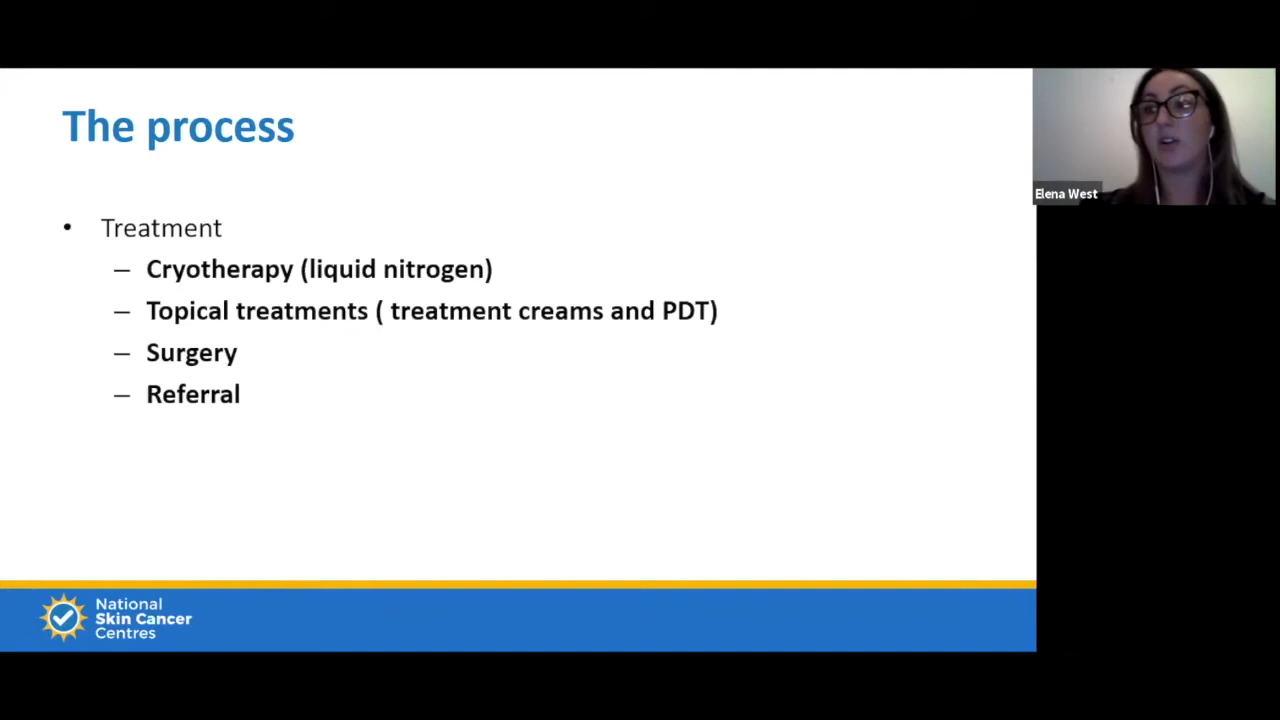 The process
Elena West
• Treatment
– Cryotherapy (liquid nitrogen)
– Topical treatments ( treatment creams and PDT)
– Surgery
– Referral
National
Skin Cancer
Centres